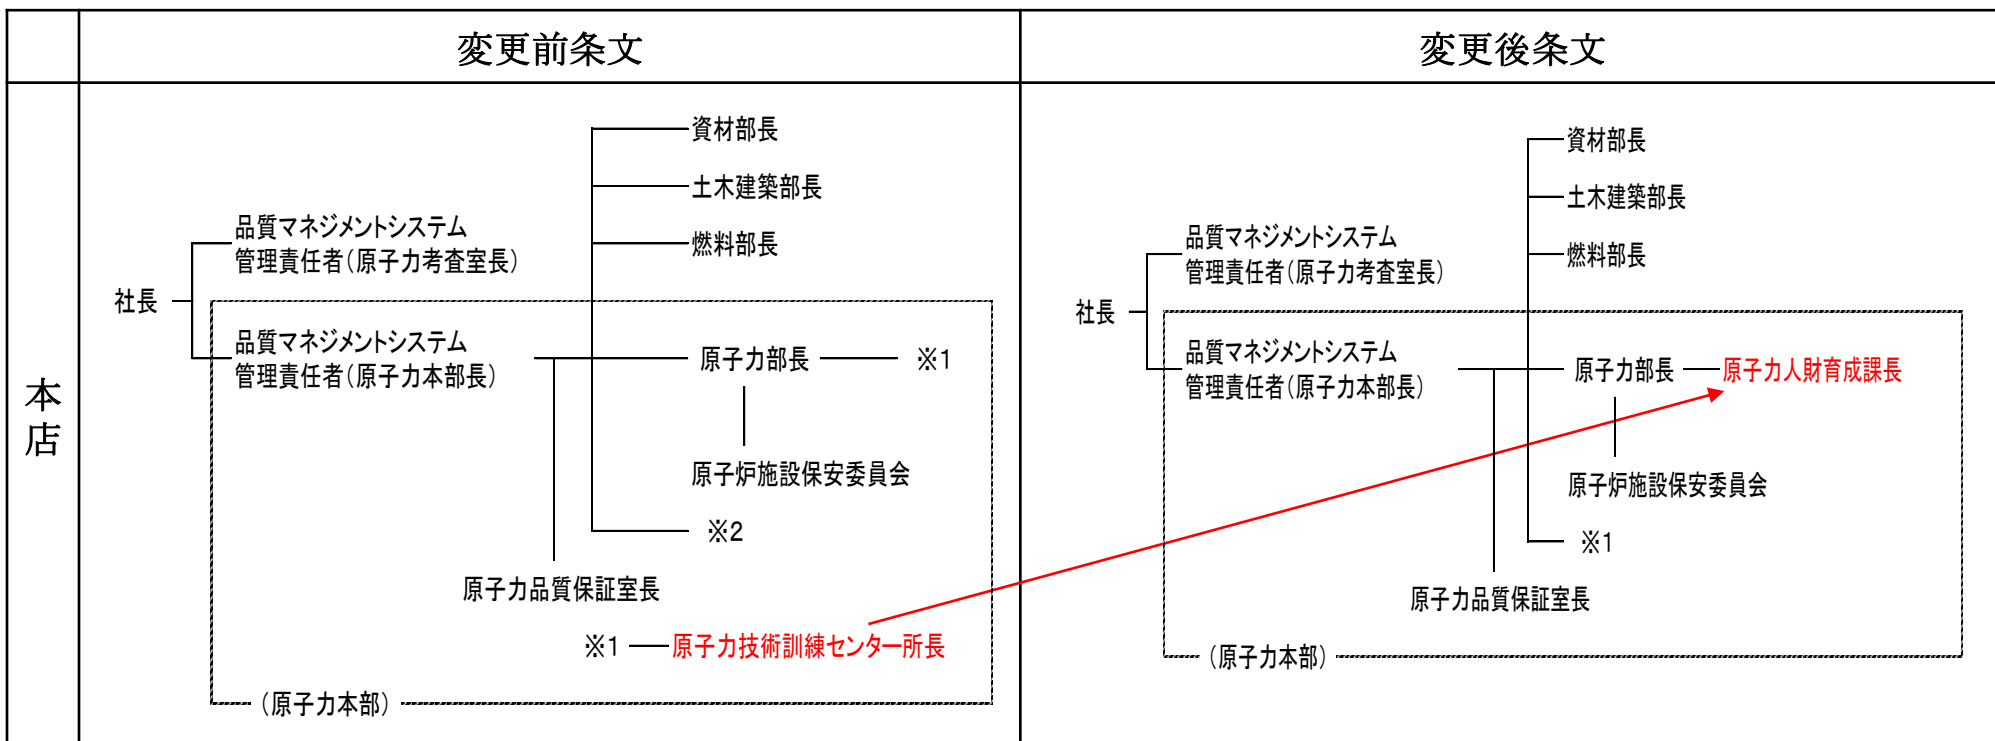 変更前条文
変更後条文
本店
資材部長
土木建築部長
品質マネジメントシステム
管理責任者(原子力考査室長)
燃料部長
社長
品質マネジメントシステム
管理責任者(原子力本部長)
原子力部長
※1
原子炉施設保安委員会
※2
原子力品質保証室長
※1
原子力技術訓練センター所長
(原子力本部)
資材部長
土木建築部長
品質マネジメントシステム
管理責任者(原子力考査室長)
燃料部長
社長
品質マネジメントシステム
管理責任者(原子力本部長)
原子力部長
原子力人財育成課長
原子炉施設保安委員会
※1
原子力品質保証室長
(原子力本部)